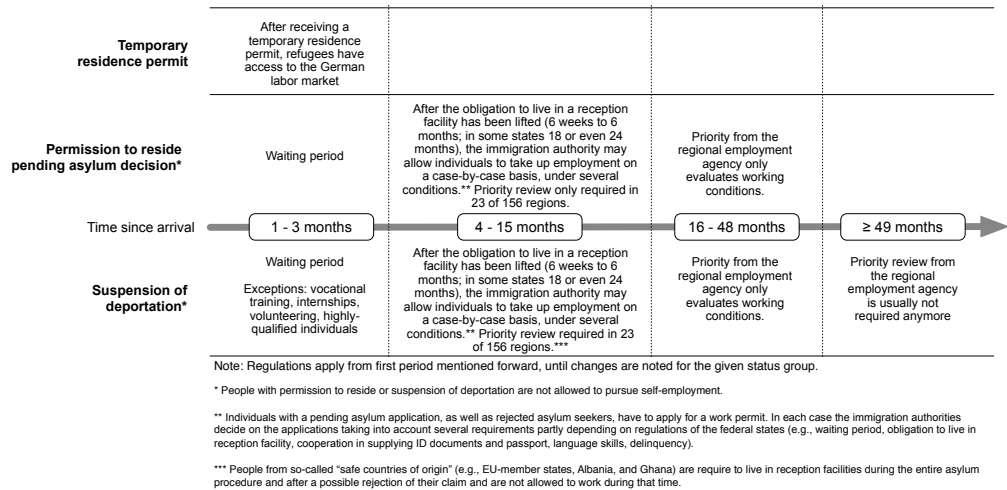 Temporary
residence permit
After receiving a
temporary residence
permit, refugees have
access to the German
labor market
Permission to reside
pending asylum decision*
Waiting period
After the obligation to live in a reception
facility has been lifted (6 weeks to 6
months; in some states 18 or even 24
months), the immigration authority may
allow individuals to take up employment on
a case-by-case basis, under several
conditions.** Priority review only required in
23 of 156 regions.
Priority from the
regional employment
agency only
evaluates working
conditions.
Time since arrival
1 - 3 months
4 - 15 months
16 - 48 months
≥ 49 months
Suspension of
deportation*
Waiting period
Exceptions: vocational
training, internships,
volunteering, highly-
qualified individuals
After the obligation to live in a reception
facility has been lifted (6 weeks to 6
months; in some states 18 or even 24
months), the immigration authority may
allow individuals to take up employment on
a case-by-case basis, under several
conditions.** Priority review required in 23
of 156 regions.***
Priority from the
regional employment
agency only
evaluates working
conditions.
Priority review from
the regional
employment agency
is usually not
required anymore
Note: Regulations apply from first period mentioned forward, until changes are noted for the given status group.
* People with permission to reside or suspension of deportation are not allowed to pursue self-employment.
** Individuals with a pending asylum application, as well as rejected asylum seekers, have to apply for a work permit. In each case the immigration authorities
decide on the applications taking into account several requirements partly depending on regulations of the federal states (e.g., waiting period, obligation to live in
reception facility, cooperation in supplying ID documents and passport, language skills, delinquency).
*** People from so-called “safe countries of origin” (e.g., EU-member states, Albania, and Ghana) are require to live in reception facilities during the entire asylum
procedure and after a possible rejection of their claim and are not allowed to work during that time.